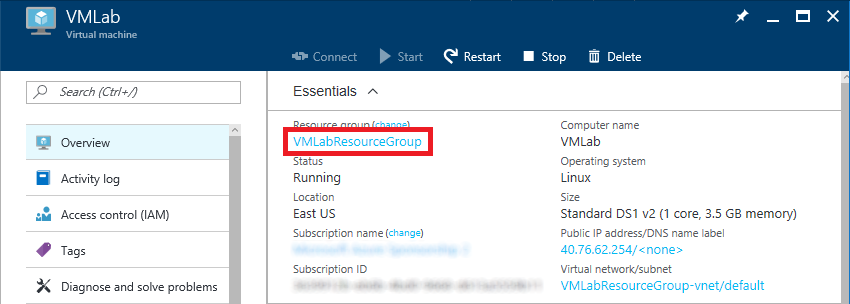 VMLab
Virtual machine
Connect Start Restart Stop Delete
Search (Ctrl+/)
Overview
Activity log
Access control (IAM)
Tags
Diagnose and solve problems
Essentials
Resource group (change)
VMLabResourceGroup
Status
Running
Location
East US
Subscription name (change)
Subscription ID
Computer name
VMLab
Operating system
Linux
Size
Standard DS1 v2 (1 core, 3.5 GB memory)
Public IP address/DNS name label
40.76.62.254/<none>
Virtual network/subnet
VMLabResourceGroup-vnet/default